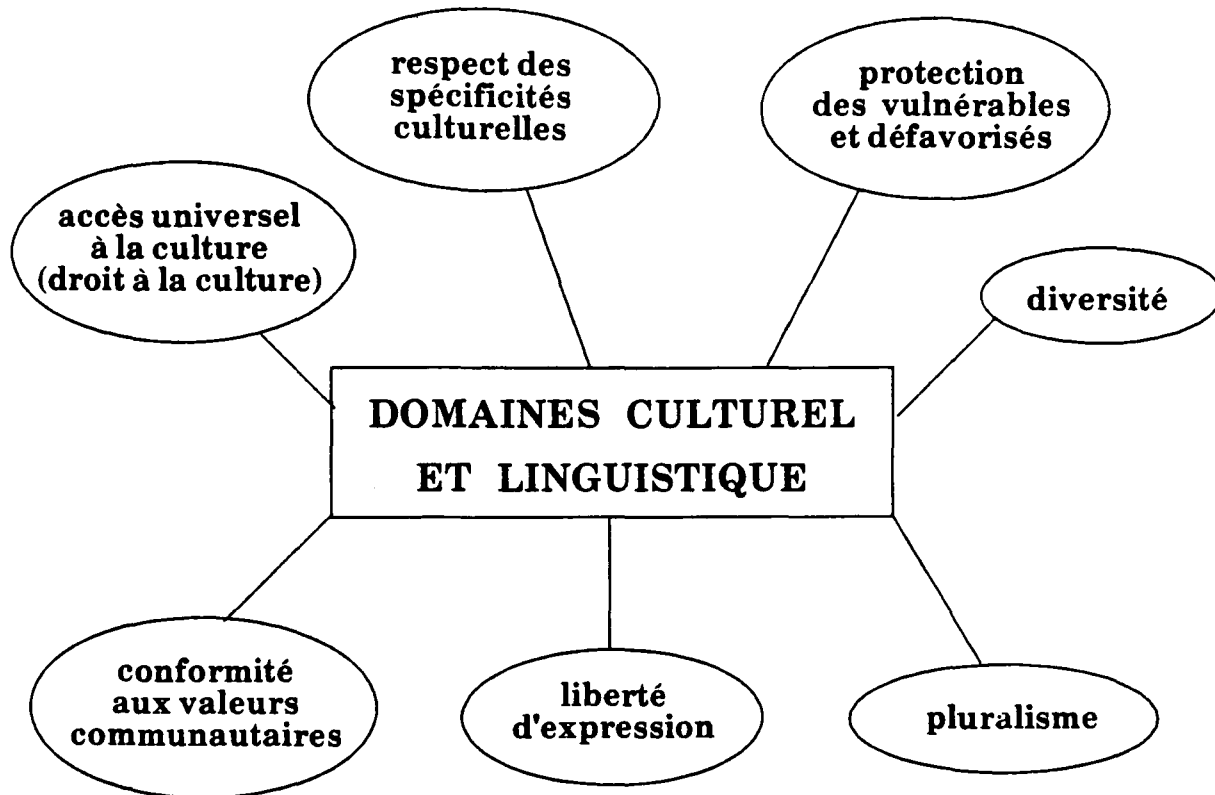 respect des
spécificités
culturelles
protection
des vulnérables
et défavorisés
accès universel
à la culture
(droit à la culture)
diversité
DOMAINES CULTUREL
ET LINGUISTIQUE
conformité
aux valeurs
communautaires
liberté
d'expression
pluralisme